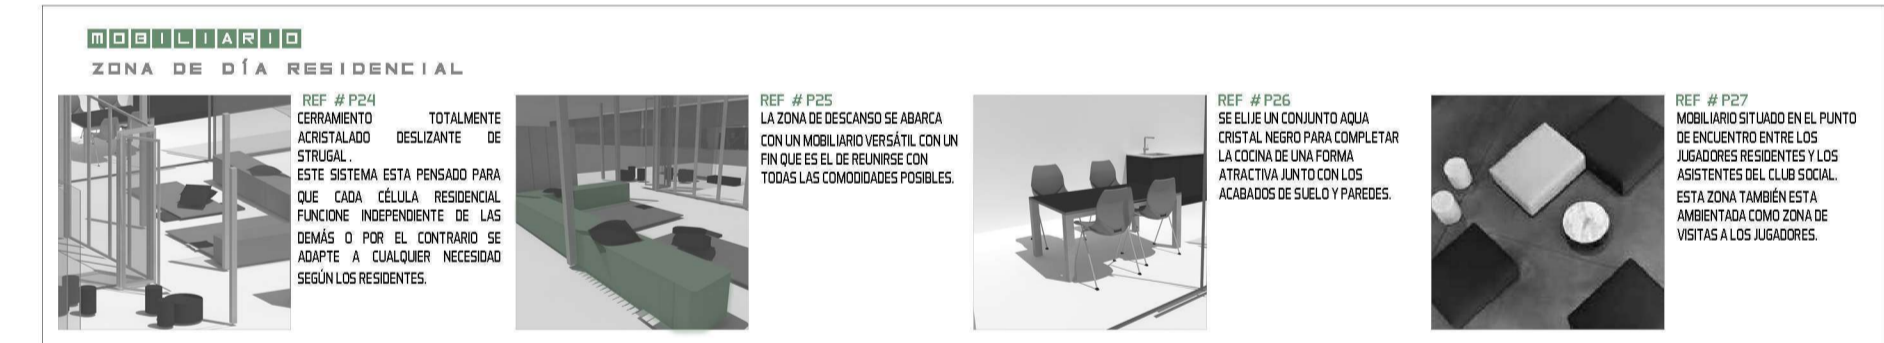 MOBILIARIO
ZONA DE DÍA RESIDENCIAL
REF # P24
CERRAMIENTO TOTALMENTE
ACRISTALADO DESLIZANTE DE
STRUGAL.
ESTE SISTEMA ESTA PENSADO PARA
QUE CADA CÉLULA RESIDENCIAL
FUNCIONE INDEPENDIENTE DE LAS
DEMÁS O POR EL CONTRARIO SE
ADAPTE A CUALQUIER NECESIDAD
SEGÚN LOS RESIDENTES.
REF # P25
LA ZONA DE DESCANSO SE ABARCA
CON UN MOBILIARIO VERSÁTIL CON UN
FIN QUE ES EL DE REUNIRSE CON
TODAS LAS COMODIDADES POSIBLES.
REF # P26
SE ELIJE UN CONJUNTO AQUA
CRISTAL NEGRO PARA COMPLETAR
LA COCINA DE UNA FORMA
ATRACTIVA JUNTO CON LOS
ACABADOS DE SUELO Y PAREDES.
REF # P27
MOBILIARIO SITUADO EN EL PUNTO
DE ENCUENTRO ENTRE LOS
JUGADORES RESIDENTES Y LOS
ASISTENTES DEL CLUB SOCIAL.
ESTA ZONA TAMBIÉN ESTA
AMBIENTADA COMO ZONA DE
VISITAS A LOS JUGADORES.